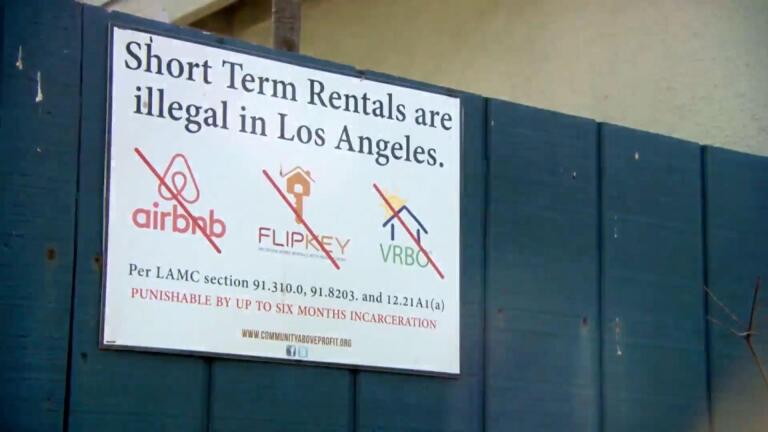 Short Term Rentals are
illegal in Los Angeles.
airbnb
FLIPKEY
VRBO
Per LAMC section 91.310.0, 91.8203. and 12.21A1(a)
PUNISHABLE BY UP TO SIX MONTHS INCARCERATION
WWW.COMMUNITYABOVEPROFIT.ORG